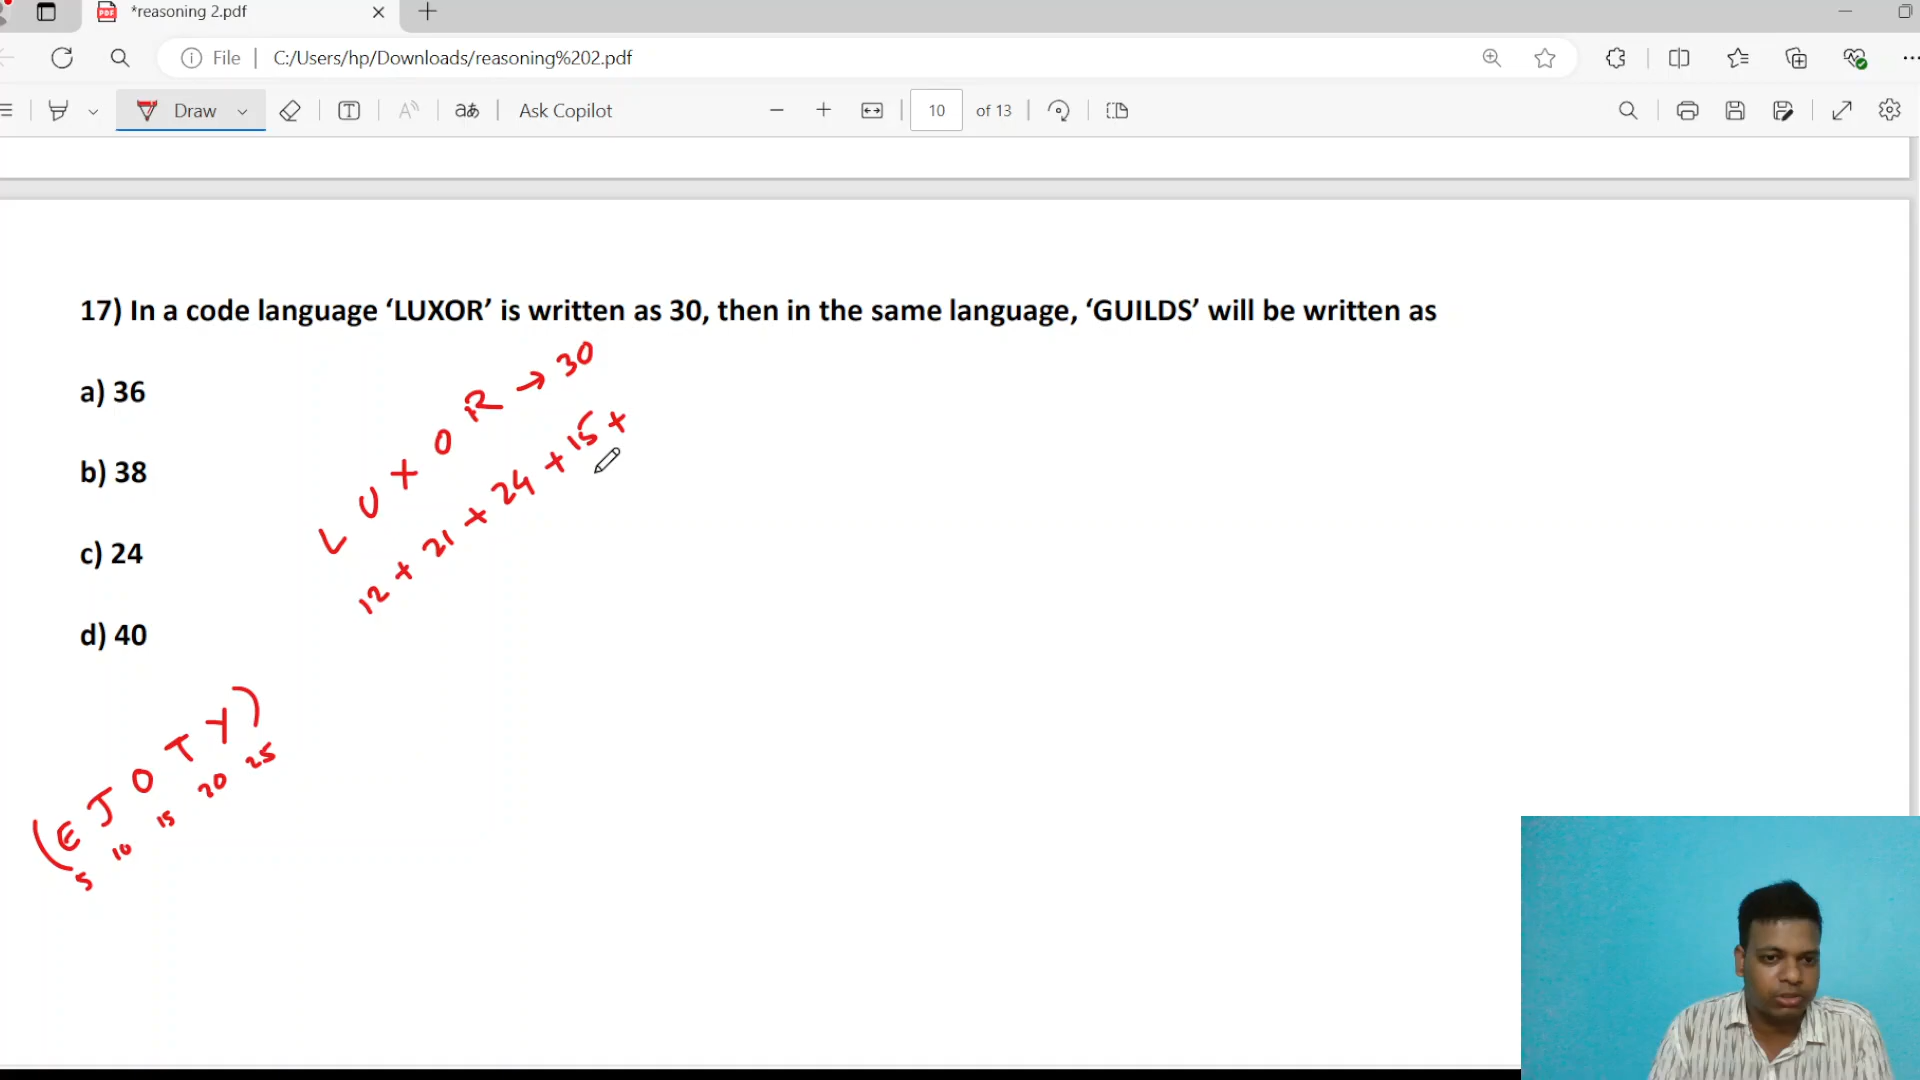 *reasoning 2.pdf
File | C:/Users/hp/Downloads/reasoning%202.pdf
Draw
Ask Copilot
10 of 13
17) In a code language ‘LUXOR’ is written as 30, then in the same language, ‘GUILDS’ will be written as
a) 36
b) 38
c) 24
d) 40
L U X O R → 30
12 + 21 + 24 + 15 +
(E J O T Y)
5 10 15 20 25